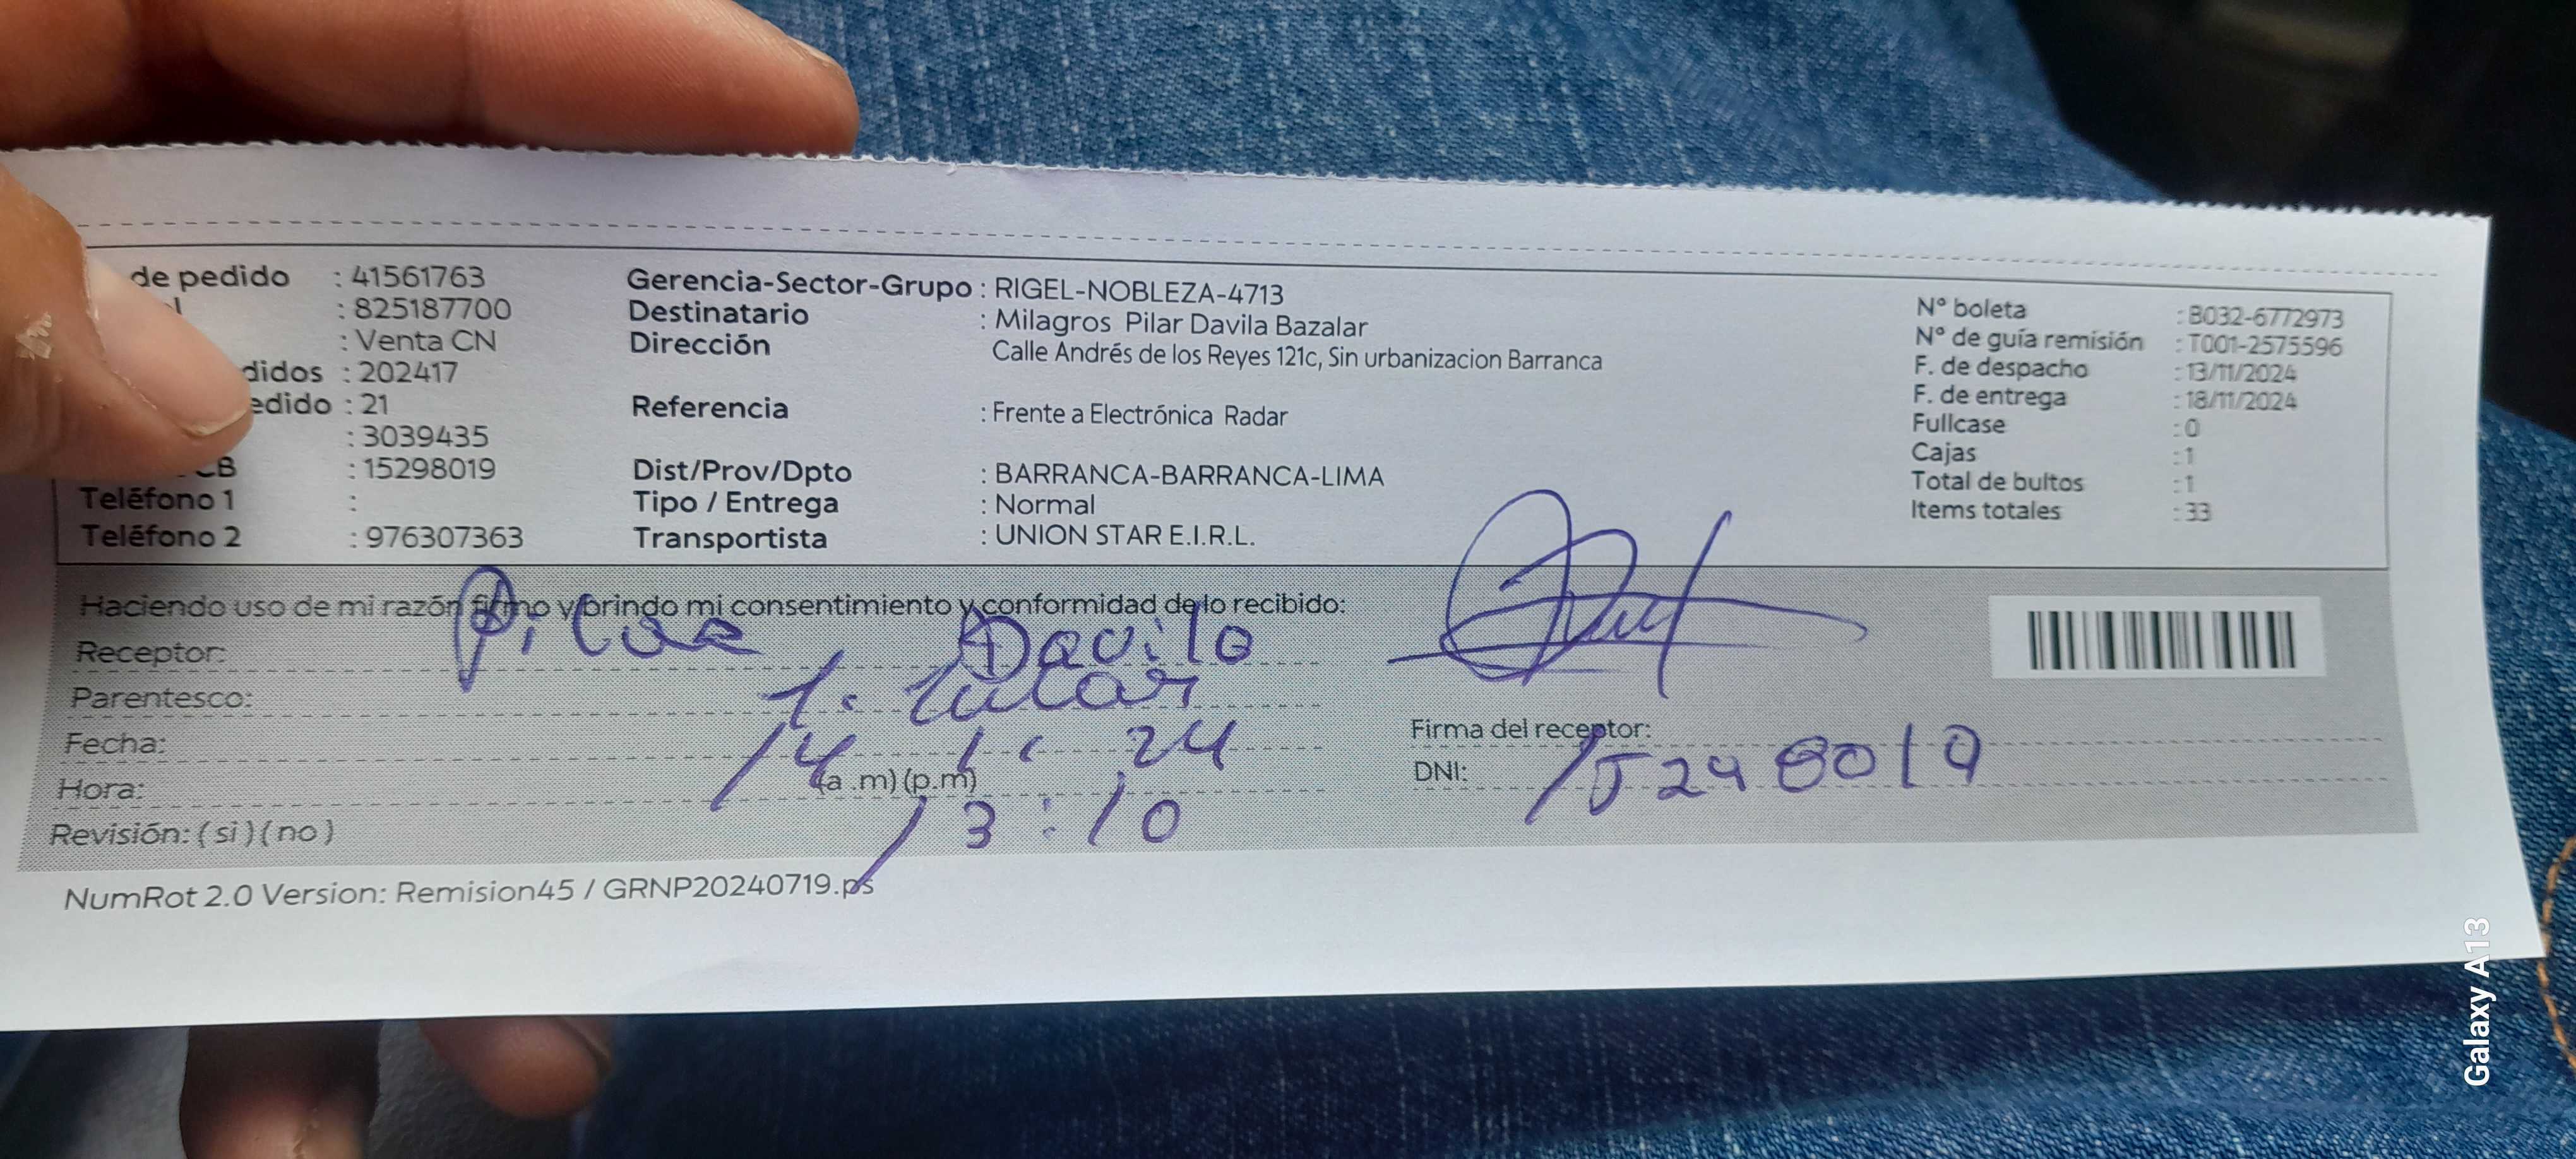 de pedido : 41561763 Gerencia-Sector-Grupo : RIGEL-NOBLEZA-4713 N° boleta : B032-6772973
: 825187700 Destinatario : Milagros Pilar Davila Bazalar N° de guía remisión : T001-2575596
: Venta CN Dirección Calle Andrés de los Reyes 121c, Sin urbanizacion Barranca F. de despacho : 13/11/2024
didos : 202417 F. de entrega : 18/11/2024
edido : 21 Referencia : Frente a Electrónica Radar Fullcase : 0
: 3039435 Cajas : 1
CB : 15298019 Dist/Prov/Dpto : BARRANCA-BARRANCA-LIMA Total de bultos : 1
Teléfono 1 : Tipo / Entrega : Normal Items totales : 33
Teléfono 2 : 976307363 Transportista : UNION STAR E.I.R.L.
Haciendo uso de mi razón firmo y brindo mi consentimiento y conformidad de lo recibido:
Receptor: Pilar Davila
Parentesco: T. Titular
Fecha: 14 11 24 Firma del receptor:
Hora: (a .m) (p.m) 13:10 DNI: 15298019
Revisión: ( si ) ( no )
NumRot 2.0 Version: Remision45 / GRNP20240719.ps
Galaxy A13